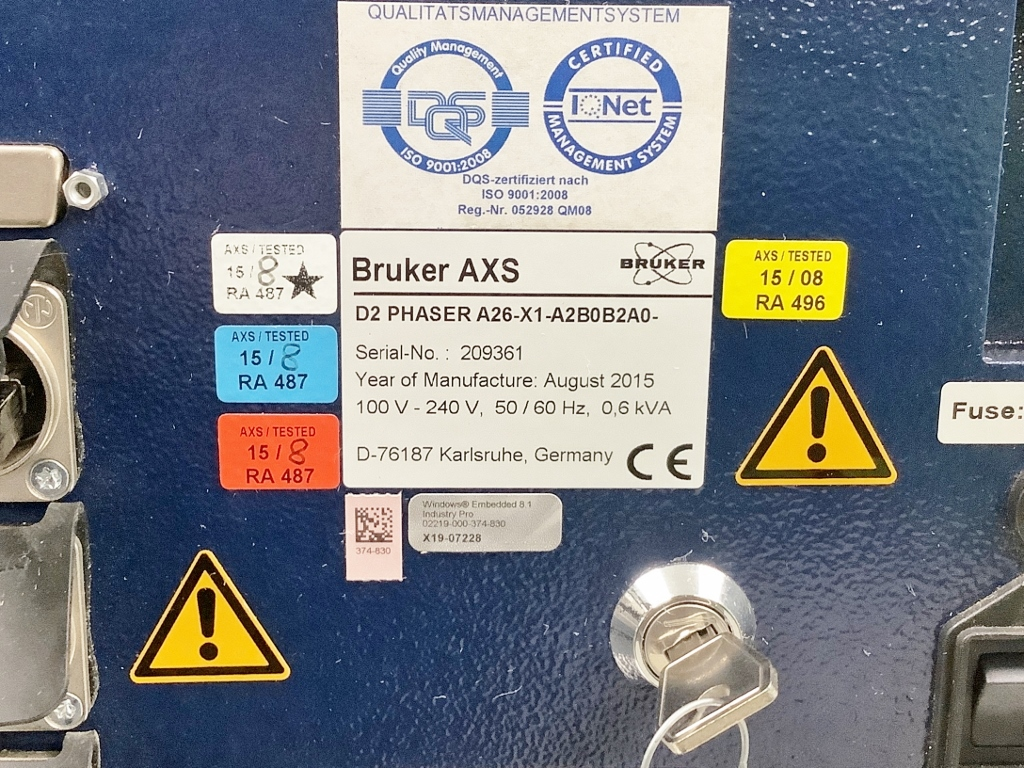 QUALITÄTSMANAGEMENTSYSTEM
Quality Management
DQS
ISO 9001:2008
CERTIFIED
IQNet
MANAGEMENT SYSTEM
DQS-zertifiziert nach
ISO 9001:2008
Reg.-Nr. 052928 QM08
AXS / TESTED
15 / 8
RA 487
Bruker AXS
BRUKER
D2 PHASER A26-X1-A2B0B2A0-
Serial-No. : 209361
Year of Manufacture: August 2015
100 V - 240 V, 50 / 60 Hz, 0,6 kVA
D-76187 Karlsruhe, Germany
CE
AXS / TESTED
15 / 08
RA 496
AXS / TESTED
15 / 8
RA 487
AXS / TESTED
15 / 8
RA 487
Fuse:
374-830
Windows® Embedded 8.1
Industry Pro
02219-000-374-830
X19-07228